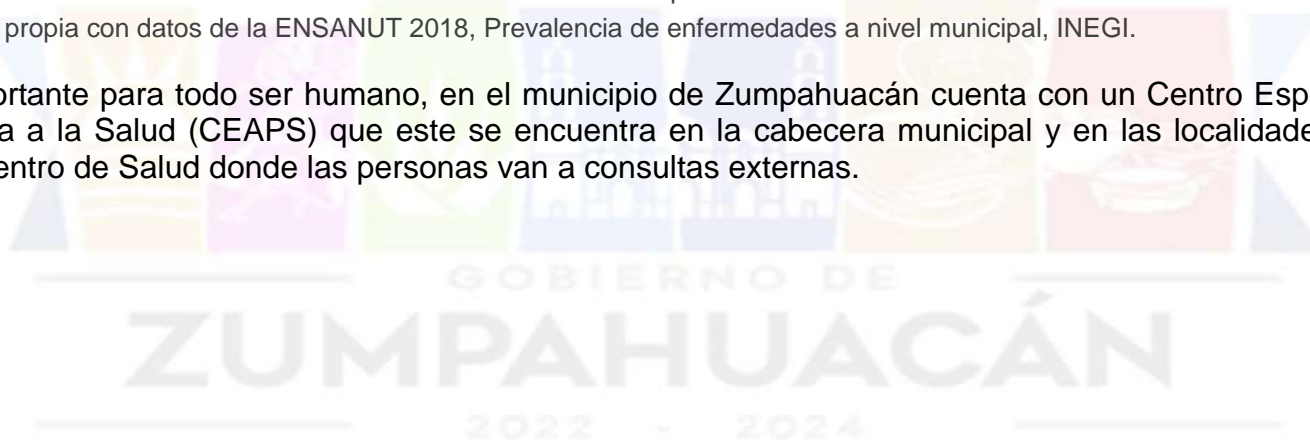 propia con datos de la ENSANUT 2018, Prevalencia de enfermedades a nivel municipal, INEGI.
ortante para todo ser humano, en el municipio de Zumpahuacán cuenta con un Centro Esp
a a la Salud (CEAPS) que este se encuentra en la cabecera municipal y en las localidade
entro de Salud donde las personas van a consultas externas.
GOBIERNO DE
ZUMPAHUACÁN
2022 - 2024